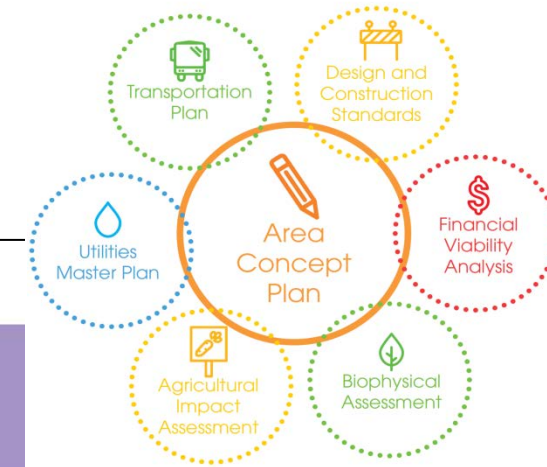 Transportation
Plan
Design and
Construction
Standards
Area
Concept
Plan
Financial
Viability
Analysis
Utilities
Master Plan
Agricultural
Impact
Assessment
Biophysical
Assessment